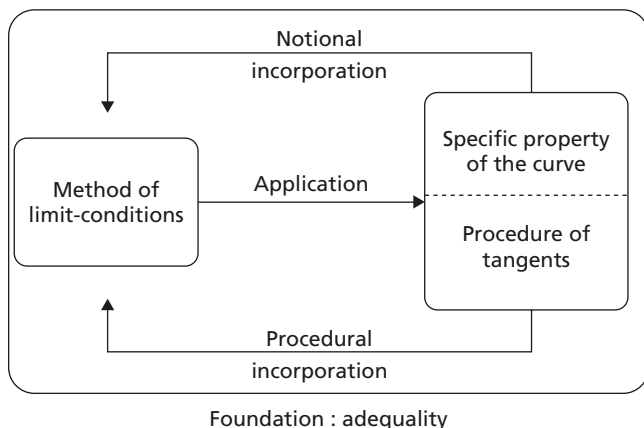 Notional
incorporation
Specific property
of the curve
Method of
limit-conditions
Application
Procedure of
tangents
Procedural
incorporation
Foundation : adequality